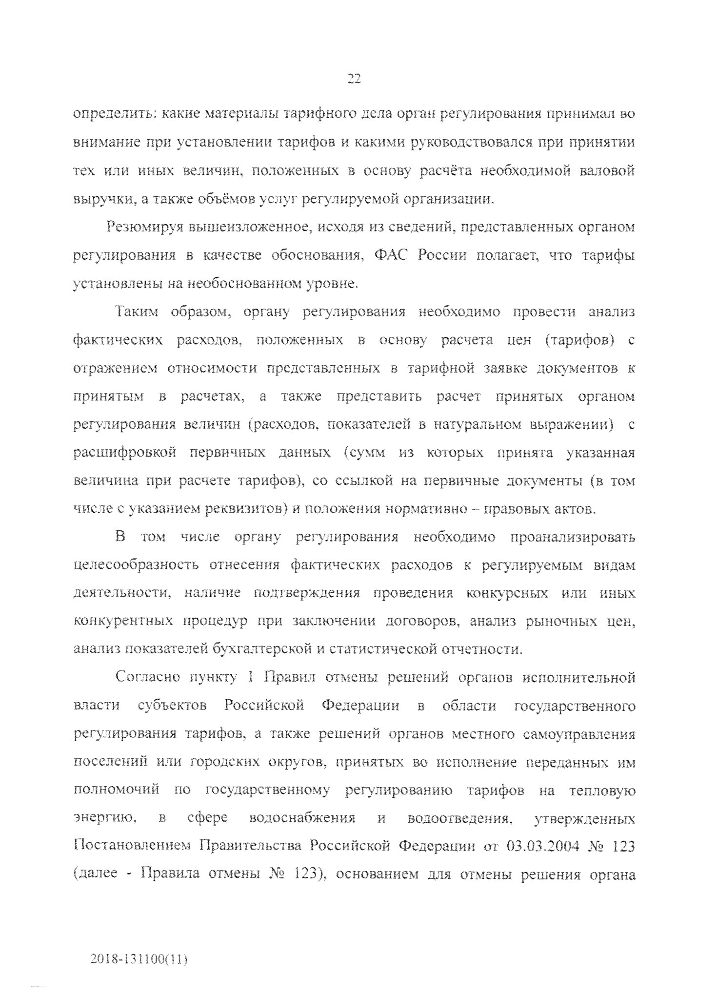 22
определить: какие материалы тарифного дела орган регулирования принимал во
внимание при установлении тарифов и какими руководствовался при принятии
тех или иных величин, положенных в основу расчёта необходимой валовой
выручки, а также объёмов услуг регулируемой организации.
Резюмируя вышеизложенное, исходя из сведений, представленных органом
регулирования в качестве обоснования, ФАС России полагает, что тарифы
установлены на необоснованном уровне.
Таким образом, органу регулирования необходимо провести анализ
фактических расходов, положенных в основу расчета цен (тарифов) с
отражением относимости представленных в тарифной заявке документов к
принятым в расчетах, а также представить расчет принятых органом
регулирования величин (расходов, показателей в натуральном выражении) с
расшифровкой первичных данных (сумм из которых принята указанная
величина при расчете тарифов), со ссылкой на первичные документы (в том
числе с указанием реквизитов) и положения нормативно – правовых актов.
В том числе органу регулирования необходимо проанализировать
целесообразность отнесения фактических расходов к регулируемым видам
деятельности, наличие подтверждения проведения конкурсных или иных
конкурентных процедур при заключении договоров, анализ рыночных цен,
анализ показателей бухгалтерской и статистической отчетности.
Согласно пункту 1 Правил отмены решений органов исполнительной
власти субъектов Российской Федерации в области государственного
регулирования тарифов, а также решений органов местного самоуправления
поселений или городских округов, принятых во исполнение переданных им
полномочий по государственному регулированию тарифов на тепловую
энергию, в сфере водоснабжения и водоотведения, утвержденных
Постановлением Правительства Российской Федерации от 03.03.2004 № 123
(далее - Правила отмены № 123), основанием для отмены решения органа
2018-131100(11)